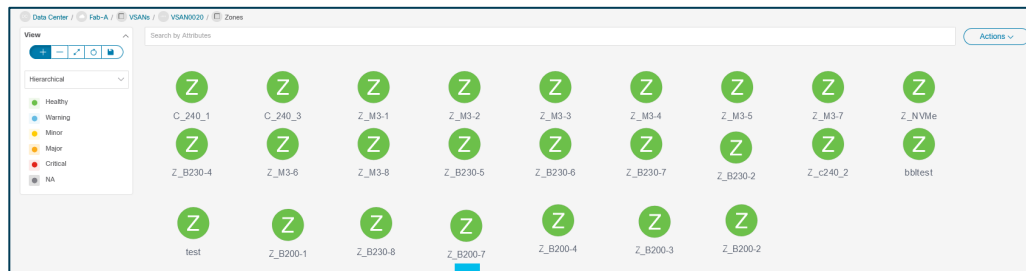 Data Center / Fab-A / VSANs / VSAN0020 / Zones
View
Search by Attributes
Actions
Hierarchical
Healthy
Warning
Minor
Major
Critical
NA
Z Z Z Z Z Z Z Z Z
C_240_1 C_240_3 Z_M3-1 Z_M3-2 Z_M3-3 Z_M3-4 Z_M3-5 Z_M3-7 Z_NVMe
Z Z Z Z Z Z Z Z Z
Z_B230-4 Z_M3-6 Z_M3-8 Z_B230-5 Z_B230-6 Z_B230-7 Z_B230-2 Z_c240_2 bbltest
Z Z Z Z Z Z Z
test Z_B200-1 Z_B230-8 Z_B200-7 Z_B200-4 Z_B200-3 Z_B200-2